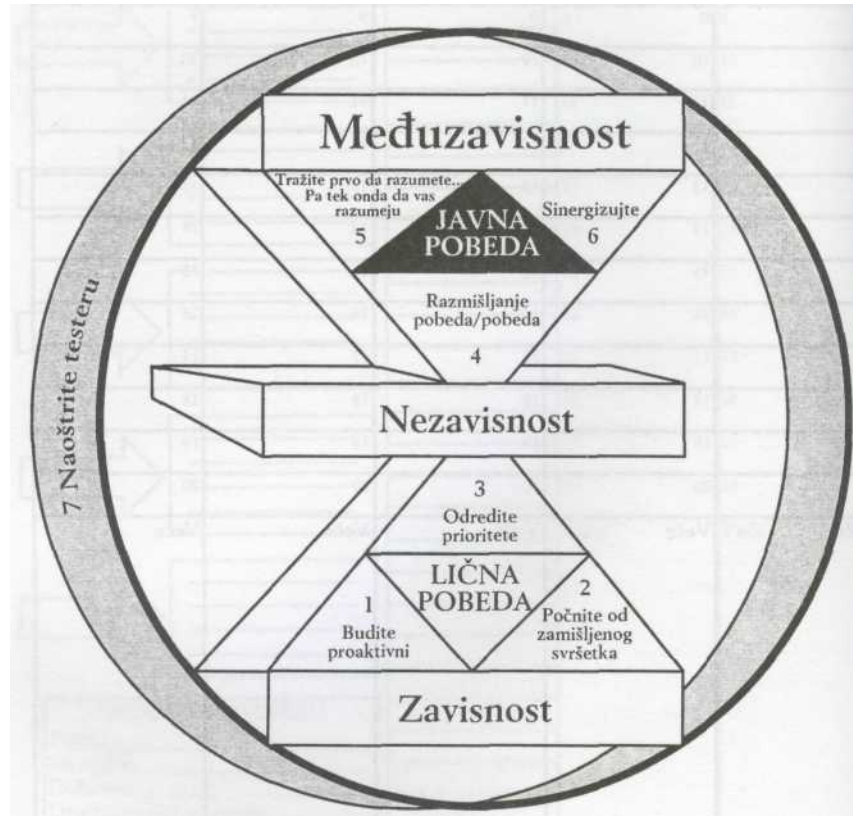 Međuzavisnost
Tražite prvo da razumete...
Pa tek onda da vas
razumeju
5
JAVNA
POBEDA
Sinergizujte
6
Razmišljanje
pobeda/pobeda
4
7 Naoštrite testeru
Nezavisnost
3
Odredite
prioritete
LIČNA
POBEDA
1
Budite
proaktivni
2
Počnite od
zamišljenog
svršetka
Zavisnost